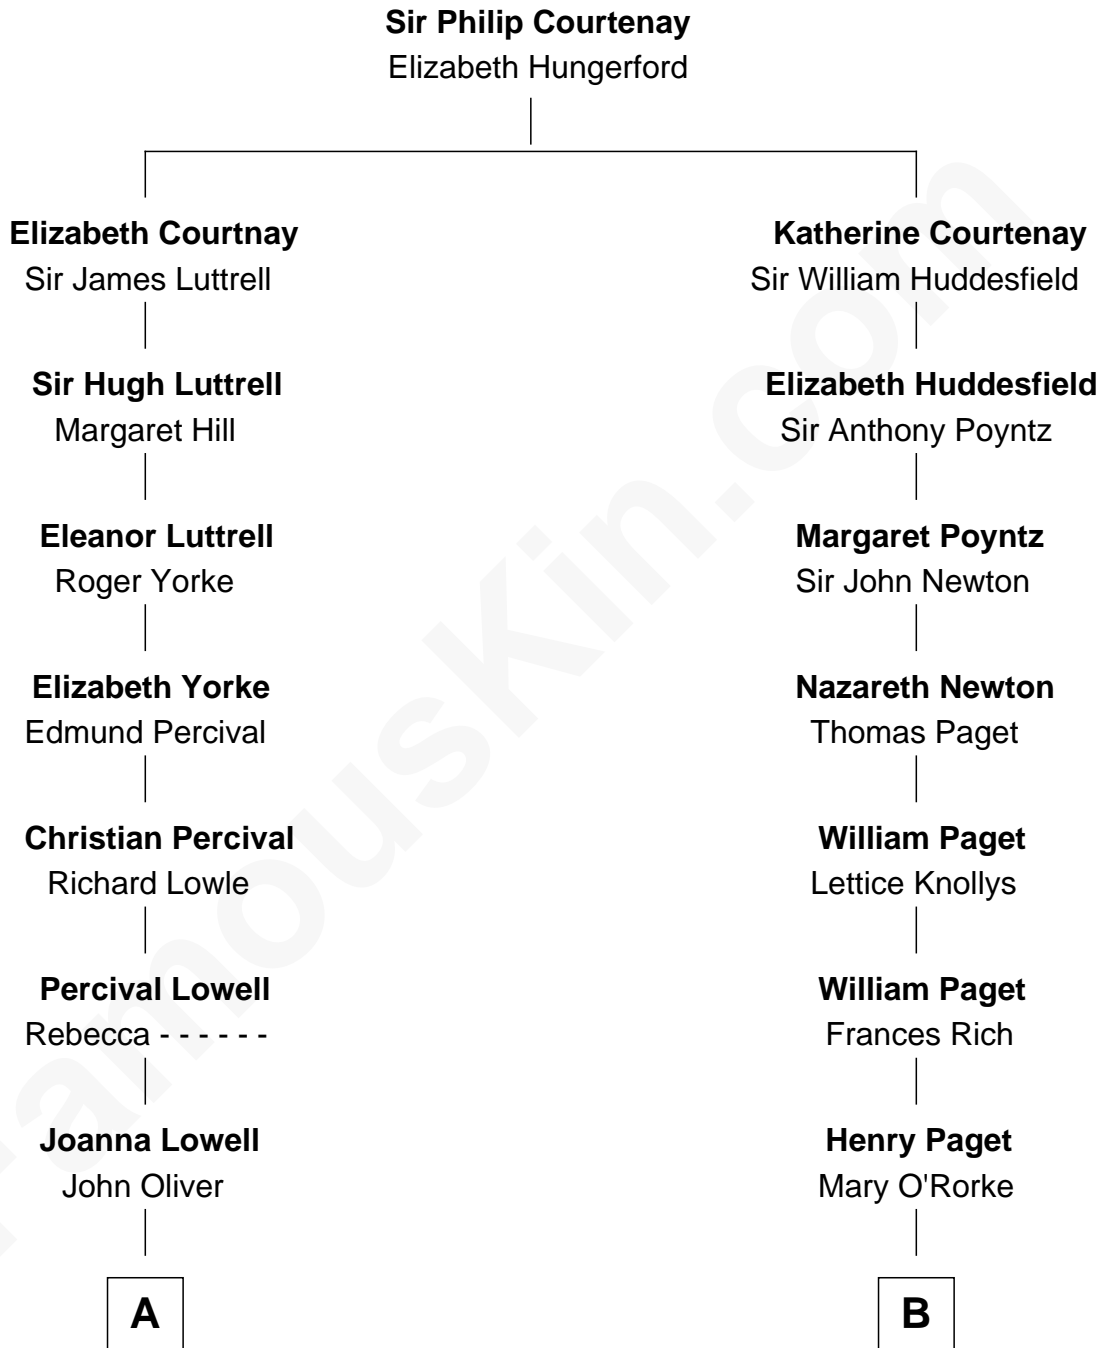 Sir Philip Courtenay
Elizabeth Hungerford
Elizabeth Courtnay
Sir James Luttrell
Sir Hugh Luttrell
Margaret Hill
Eleanor Luttrell
Roger Yorke
Elizabeth Yorke
Edmund Percival
Christian Percival
Richard Lowle
Percival Lowell
Rebecca - - - - - -
Joanna Lowell
John Oliver
A
Katherine Courtenay
Sir William Huddesfield
Elizabeth Huddesfield
Sir Anthony Poyntz
Margaret Poyntz
Sir John Newton
Nazareth Newton
Thomas Paget
William Paget
Lettice Knollys
William Paget
Frances Rich
Henry Paget
Mary O'Rorke
B
FamousKin.com